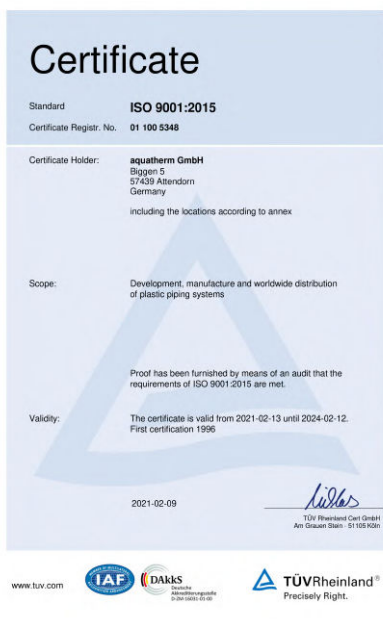 Certificate
Standard ISO 9001:2015
Certificate Registr. No. 01 100 5348
Certificate Holder: aquatherm GmbH
Biggen 5
57439 Attendorn
Germany
including the locations according to annex
Scope: Development, manufacture and worldwide distribution
of plastic piping systems
Proof has been furnished by means of an audit that the
requirements of ISO 9001:2015 are met.
Validity: The certificate is valid from 2021-02-13 until 2024-02-12.
First certification 1996
2021-02-09
TÜV Rheinland Cert GmbH
Am Grauen Stein · 51105 Köln
www.tuv.com
IAF
DAkkS
Deutsche
Akkreditierungsstelle
D-ZM-16031-01-00
TÜVRheinland®
Precisely Right.